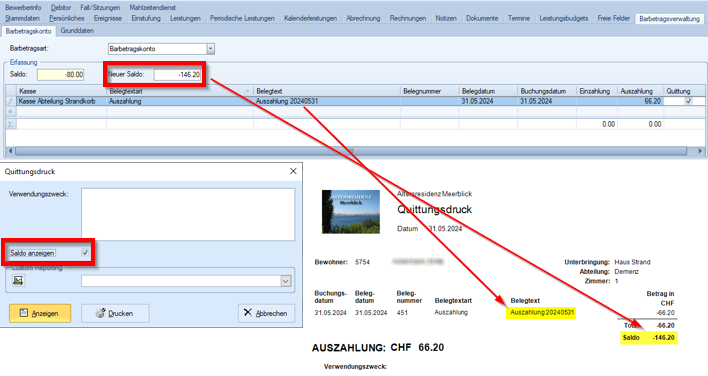 Bewerberinfo Debitor Fall/Sitzungen Mahlzeitendienst
Stammdaten Persönliches Ereignisse Einstufung Leistungen Periodische Leistungen Kalenderleistungen Abrechnung Rechnungen Notizen Dokumente Termine Leistungsbudgets Freie Felder Barbetragsverwaltung
Barbetragskonto Grunddaten
Barbetragsart: Barbetragskonto
Erfassung
Saldo: -80.00 Neuer Saldo: -146.20
Kasse Belegtextart Belegtext Belegnummer Belegdatum Buchungsdatum Einzahlung Auszahlung Quittung
Kasse Abteilung Strandkorb Auszahlung Auszahlung 20240531 31.05.2024 31.05.2024 66.20
0.00 0.00
Quittungsdruck
Verwendungszweck:
Saldo anzeigen
Custom Reporting
Anzeigen Drucken Abbrechen
ALTERSRESIDENZ
Meerblick
Altersresidenz Meerblick
Quittungsdruck
Datum 31.05.2024
Bewohner: 5754
Unterbringung: Haus Strand
Abteilung: Demenz
Zimmer: 1
Buchungs-datum Beleg-datum Beleg-nummer Belegtextart Belegtext Betrag in CHF
31.05.2024 31.05.2024 451 Auszahlung Auszahlung 20240531 -66.20
-66.20
Saldo -146.20
AUSZAHLUNG: CHF 66.20
Verwendungszweck: